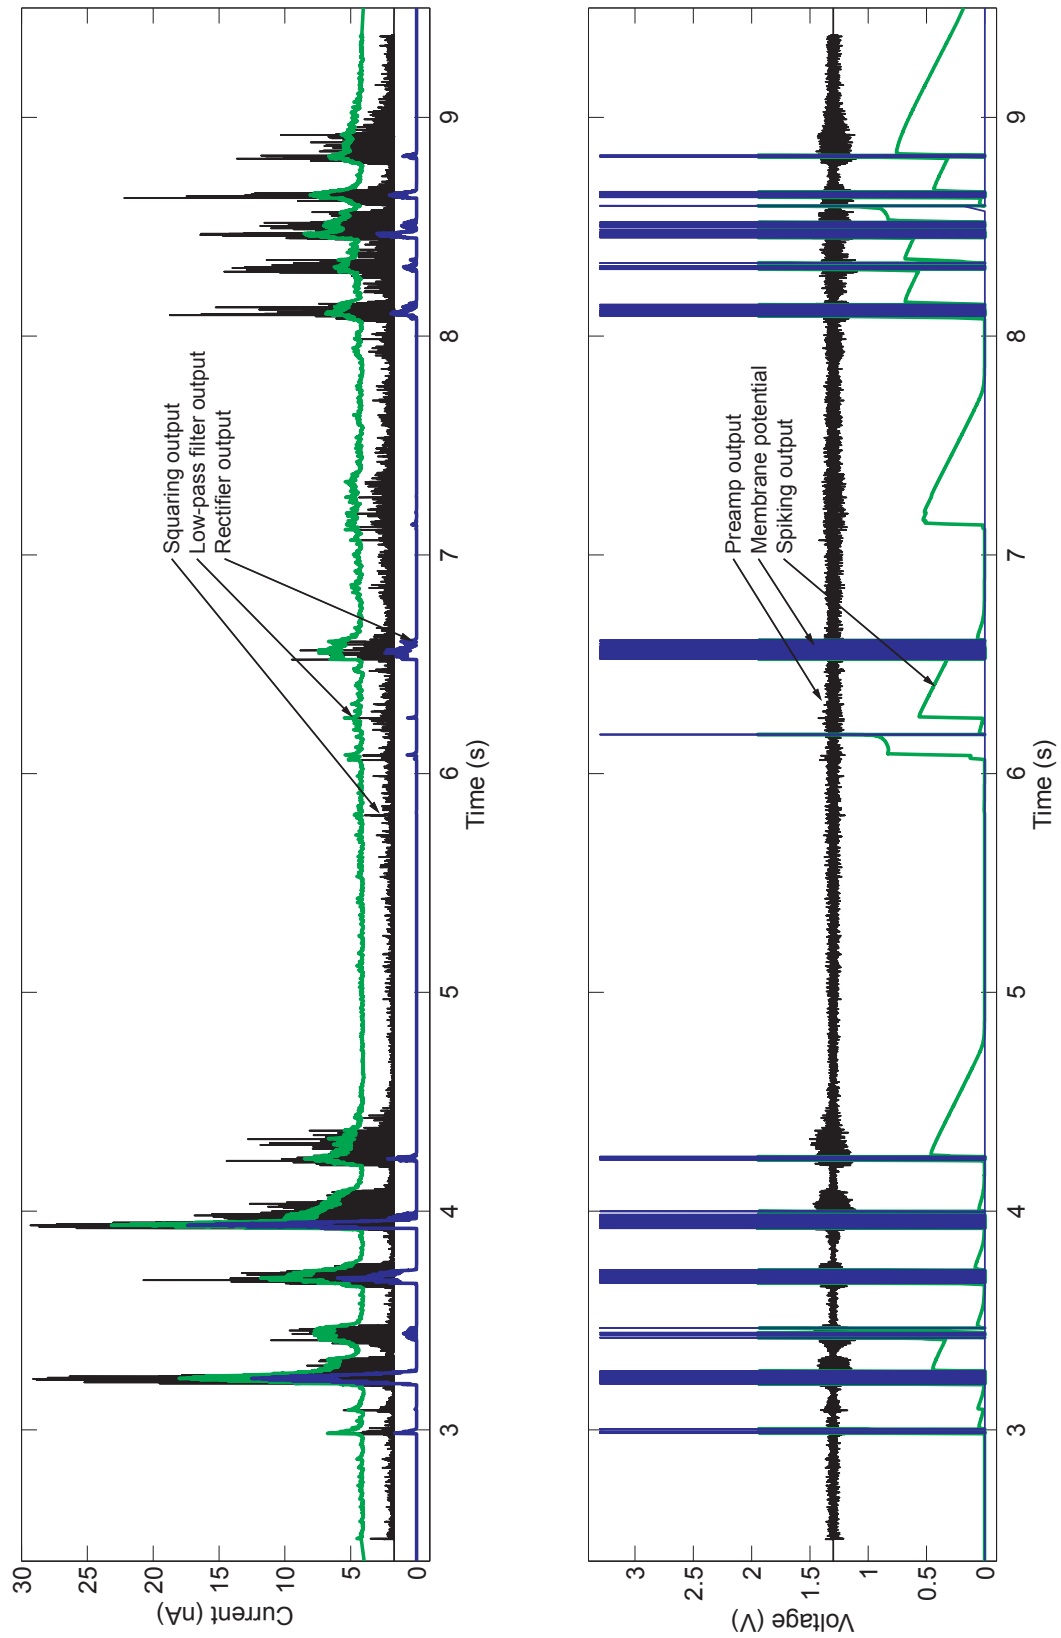 30
25
20
15
10
5
0
Current (nA)
Squaring output
Low-pass filter output
Rectifier output
3
4
5
6
7
8
9
Time (s)
3
2.5
2
1.5
1
0.5
0
Voltage (V)
Preamp output
Membrane potential
Spiking output
3
4
5
6
7
8
9
Time (s)